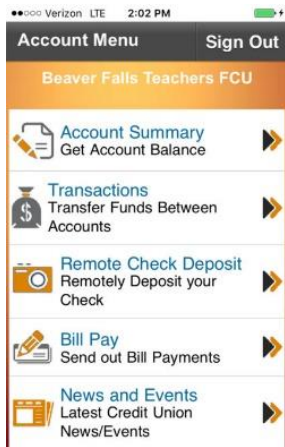 Verizon LTE 2:02 PM
Account Menu Sign Out
Beaver Falls Teachers FCU
Account Summary
Get Account Balance
Transactions
Transfer Funds Between
Accounts
$
Remote Check Deposit
Remotely Deposit your
Check
Bill Pay
Send out Bill Payments
News and Events
Latest Credit Union
News/Events